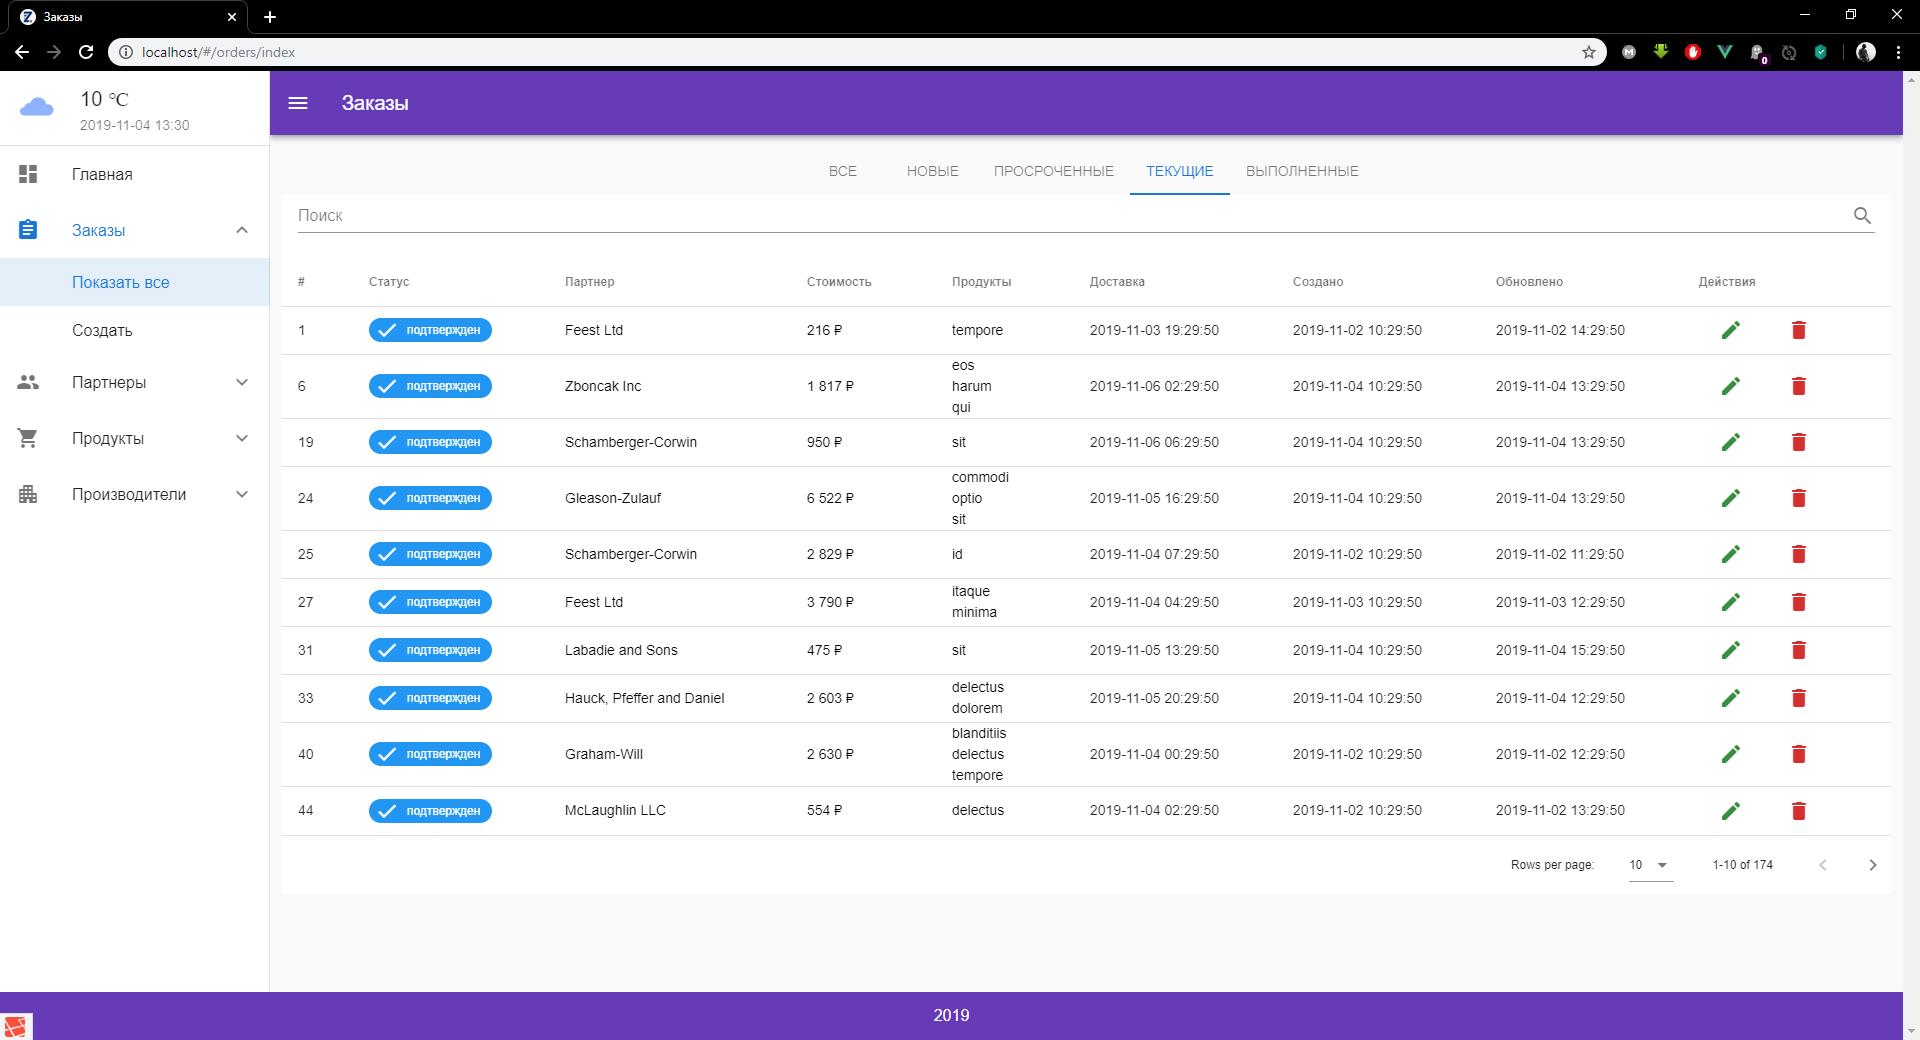 Заказы
localhost/#/orders/index
0
10 °C
2019-11-04 13:30
Главная
Заказы
Показать все
Создать
Партнеры
Продукты
Производители
Заказы
ВСЕ НОВЫЕ ПРОСРОЧЕННЫЕ ТЕКУЩИЕ ВЫПОЛНЕННЫЕ
Поиск
# Статус Партнер Стоимость Продукты Доставка Создано Обновлено Действия
1 подтвержден Feest Ltd 216 ₽ tempore 2019-11-03 19:29:50 2019-11-02 10:29:50 2019-11-02 14:29:50
eos
6 подтвержден Zboncak Inc 1 817 ₽ harum 2019-11-06 02:29:50 2019-11-04 10:29:50 2019-11-04 13:29:50
qui
19 подтвержден Schamberger-Corwin 950 ₽ sit 2019-11-06 06:29:50 2019-11-04 10:29:50 2019-11-04 13:29:50
commodi
24 подтвержден Gleason-Zulauf 6 522 ₽ optio 2019-11-05 16:29:50 2019-11-04 10:29:50 2019-11-04 13:29:50
sit
25 подтвержден Schamberger-Corwin 2 829 ₽ id 2019-11-04 07:29:50 2019-11-02 10:29:50 2019-11-02 11:29:50
itaque
27 подтвержден Feest Ltd 3 790 ₽ 2019-11-04 04:29:50 2019-11-03 10:29:50 2019-11-03 12:29:50
minima
31 подтвержден Labadie and Sons 475 ₽ sit 2019-11-05 13:29:50 2019-11-04 10:29:50 2019-11-04 15:29:50
delectus
33 подтвержден Hauck, Pfeffer and Daniel 2 603 ₽ 2019-11-05 20:29:50 2019-11-04 10:29:50 2019-11-04 12:29:50
dolorem
blanditiis
40 подтвержден Graham-Will 2 630 ₽ delectus 2019-11-04 00:29:50 2019-11-02 10:29:50 2019-11-02 12:29:50
tempore
44 подтвержден McLaughlin LLC 554 ₽ delectus 2019-11-04 02:29:50 2019-11-02 10:29:50 2019-11-02 13:29:50
Rows per page: 10 1-10 of 174
2019